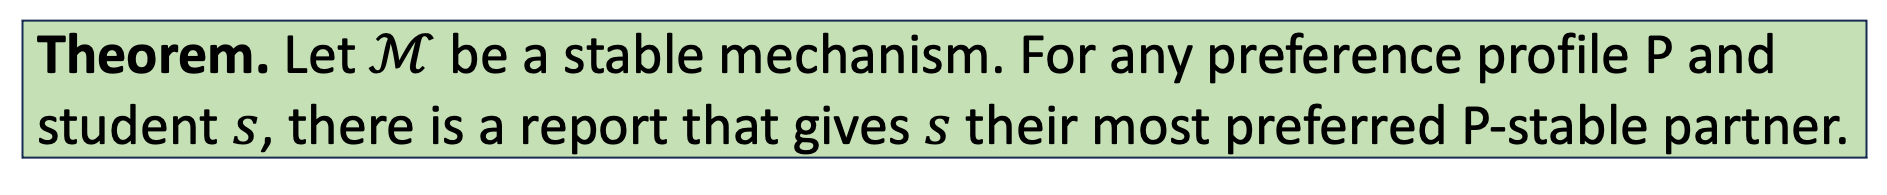 Theorem. Let ℳ be a stable mechanism. For any preference profile P and
student s, there is a report that gives s their most preferred P-stable partner.